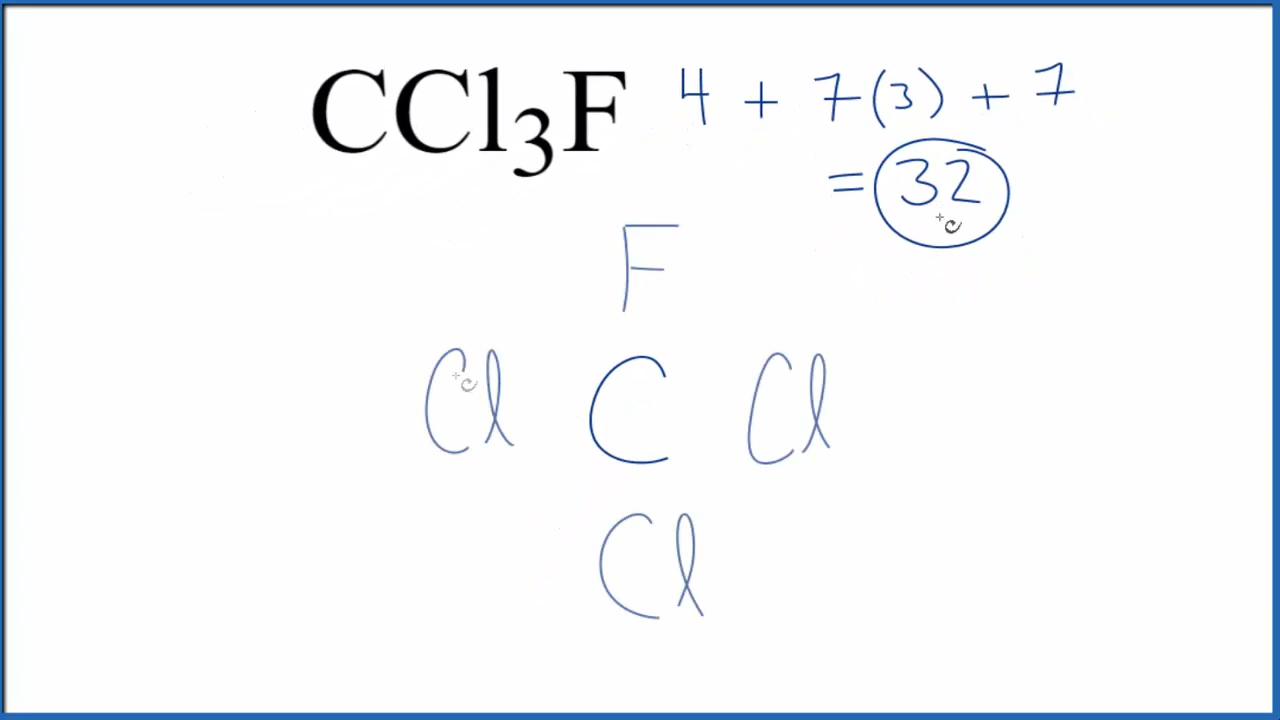 CCl₃F 4 + 7(3) + 7
= 32
F
Cl C Cl
Cl